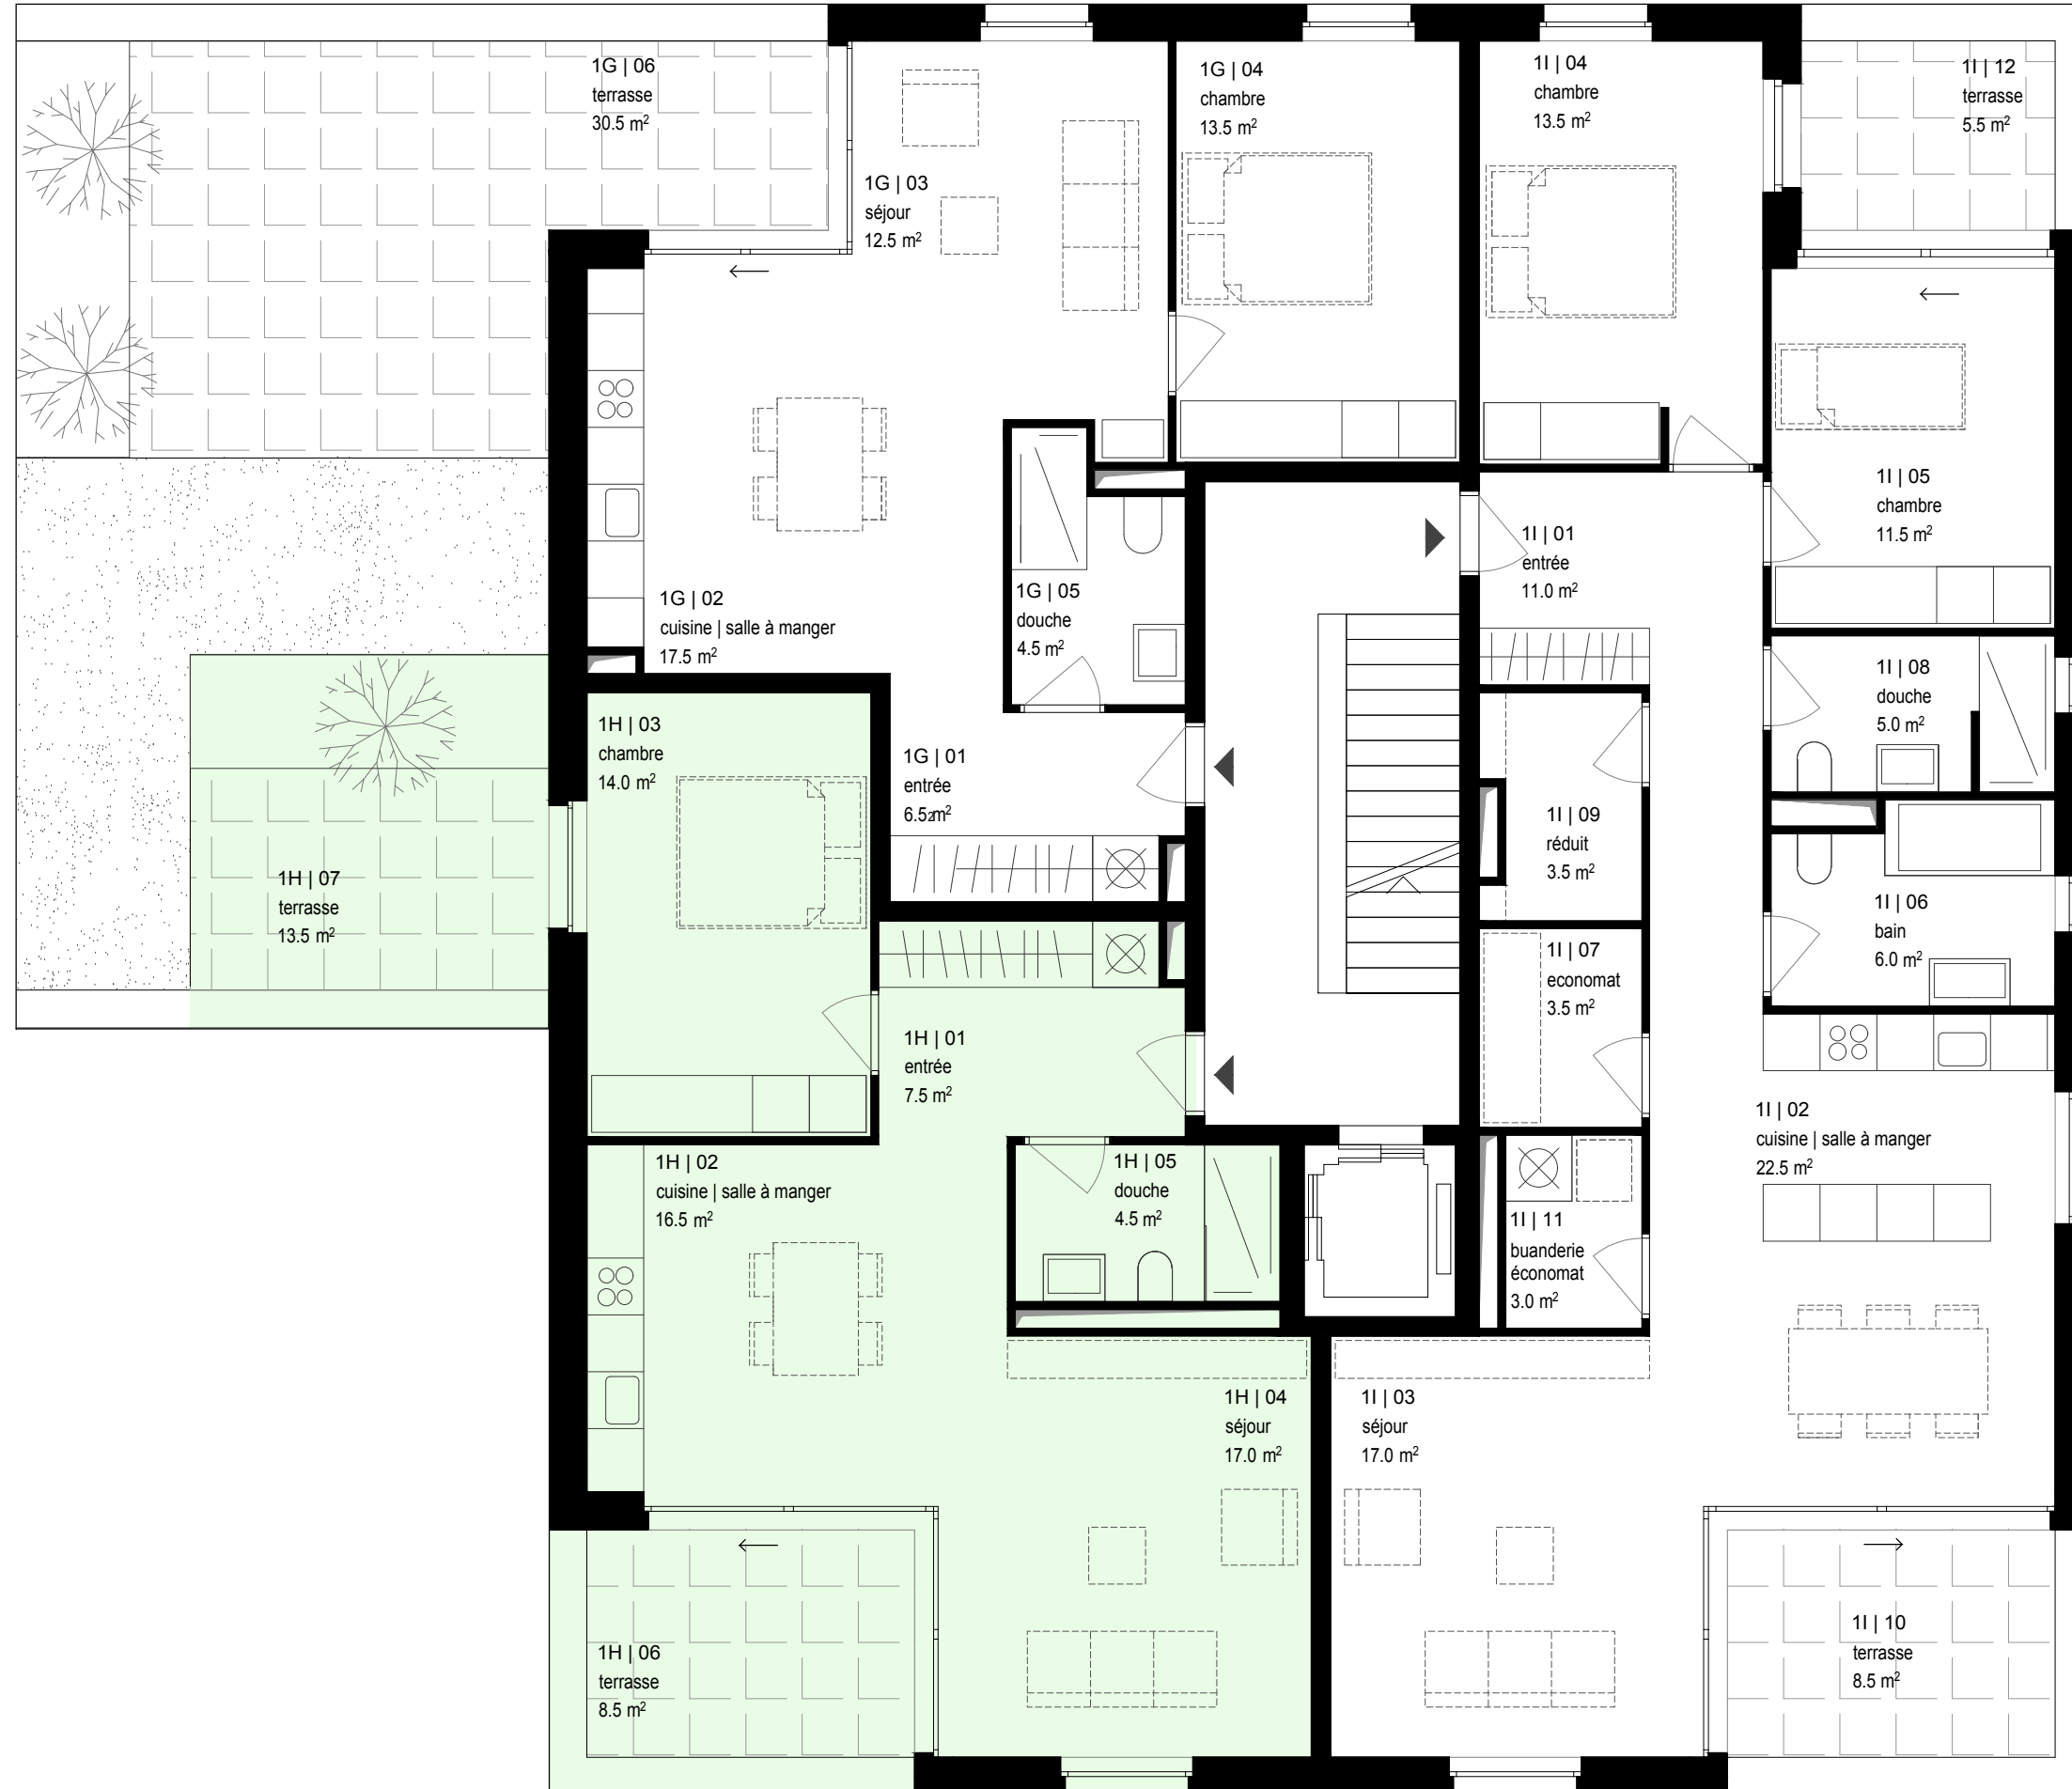 1G | 06
terrasse
30.5 m²
1G | 03
séjour
12.5 m²
1G | 04
chambre
13.5 m²
1I | 04
chambre
13.5 m²
1I | 12
terrasse
5.5 m²
1I | 05
chambre
11.5 m²
1I | 01
entrée
11.0 m²
1G | 05
douche
4.5 m²
1G | 02
cuisine | salle à manger
17.5 m²
1I | 08
douche
5.0 m²
1H | 03
chambre
14.0 m²
1G | 01
entrée
6.5 m²
1I | 09
réduit
3.5 m²
1H | 07
terrasse
13.5 m²
1I | 06
bain
6.0 m²
1I | 07
economat
3.5 m²
1H | 01
entrée
7.5 m²
1I | 02
cuisine | salle à manger
22.5 m²
1H | 02
cuisine | salle à manger
16.5 m²
1H | 05
douche
4.5 m²
1I | 11
buanderie
économat
3.0 m²
1H | 04
séjour
17.0 m²
1I | 03
séjour
17.0 m²
1H | 06
terrasse
8.5 m²
1I | 10
terrasse
8.5 m²